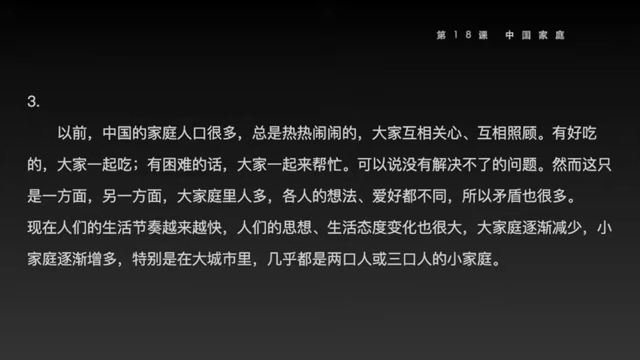 第18课 中国家庭
3.
以前，中国的家庭人口很多，总是热热闹闹的，大家互相关心、互相照顾。有好吃
的，大家一起吃；有困难的话，大家一起来帮忙。可以说没有解决不了的问题。然而这只
是一方面，另一方面，大家庭里人多，各人的想法、爱好都不同，所以矛盾也很多。
现在人们的生活节奏越来越快，人们的思想、生活态度变化也很大，大家庭逐渐减少，小
家庭逐渐增多，特别是在大城市里，几乎都是两口人或三口人的小家庭。